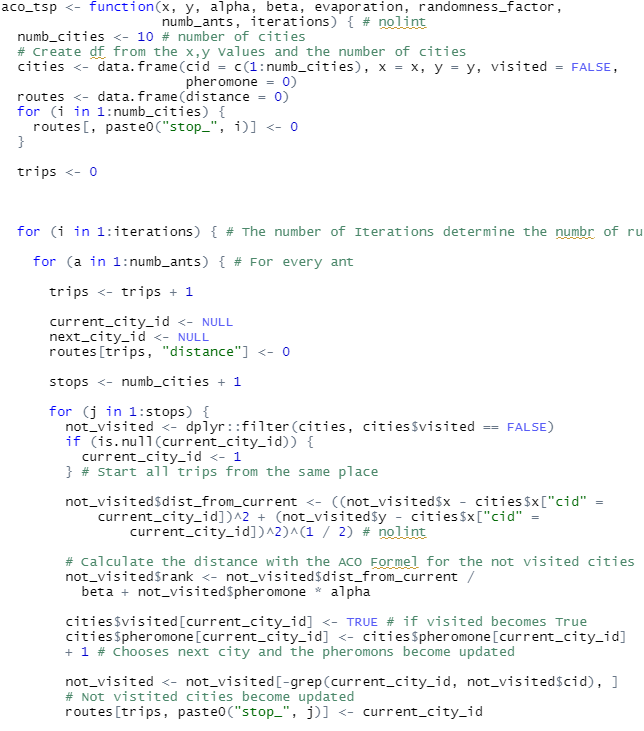 aco_tsp <- function(x, y, alpha, beta, evaporation, randomness_factor,
numb_ants, iterations) { # nolint
numb_cities <- 10 # number of cities
# Create df from the x,y Values and the number of cities
cities <- data.frame(cid = c(1:numb_cities), x = x, y = y, visited = FALSE,
pheromone = 0)
routes <- data.frame(distance = 0)
for (i in 1:numb_cities) {
routes[, paste0("stop_", i)] <- 0
}
trips <- 0
for (i in 1:iterations) { # The number of Iterations determine the numbr of ru
for (a in 1:numb_ants) { # For every ant
trips <- trips + 1
current_city_id <- NULL
next_city_id <- NULL
routes[trips, "distance"] <- 0
stops <- numb_cities + 1
for (j in 1:stops) {
not_visited <- dplyr::filter(cities, cities$visited == FALSE)
if (is.null(current_city_id)) {
current_city_id <- 1
} # Start all trips from the same place
not_visited$dist_from_current <- ((not_visited$x - cities$x["cid" =
current_city_id])^2 + (not_visited$y - cities$x["cid" =
current_city_id])^2)^(1 / 2) # nolint
# Calculate the distance with the ACO Formel for the not visited cities
not_visited$rank <- not_visited$dist_from_current /
beta + not_visited$pheromone * alpha
cities$visited[current_city_id] <- TRUE # if visited becomes True
cities$pheromone[current_city_id] <- cities$pheromone[current_city_id]
+ 1 # Chooses next city and the pheromons become updated
not_visited <- not_visited[-grep(current_city_id, not_visited$cid), ]
# Not vistited cities become updated
routes[trips, paste0("stop_", j)] <- current_city_id